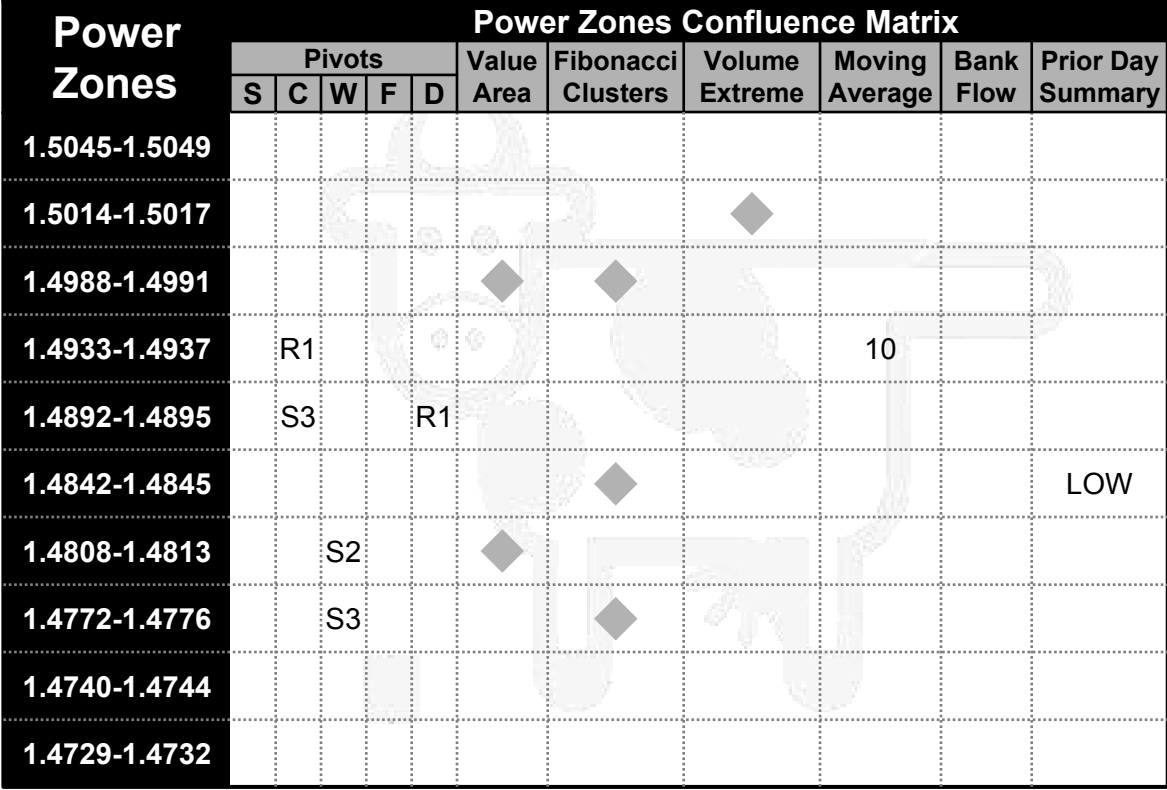 Power Zones Power Zones Confluence Matrix
Pivots Value Area Fibonacci Clusters Volume Extreme Moving Average Bank Flow Prior Day Summary
S C W F D
1.5045-1.5049
1.5014-1.5017
1.4988-1.4991
1.4933-1.4937 R1 10
1.4892-1.4895 S3 R1
1.4842-1.4845 LOW
1.4808-1.4813 S2
1.4772-1.4776 S3
1.4740-1.4744
1.4729-1.4732